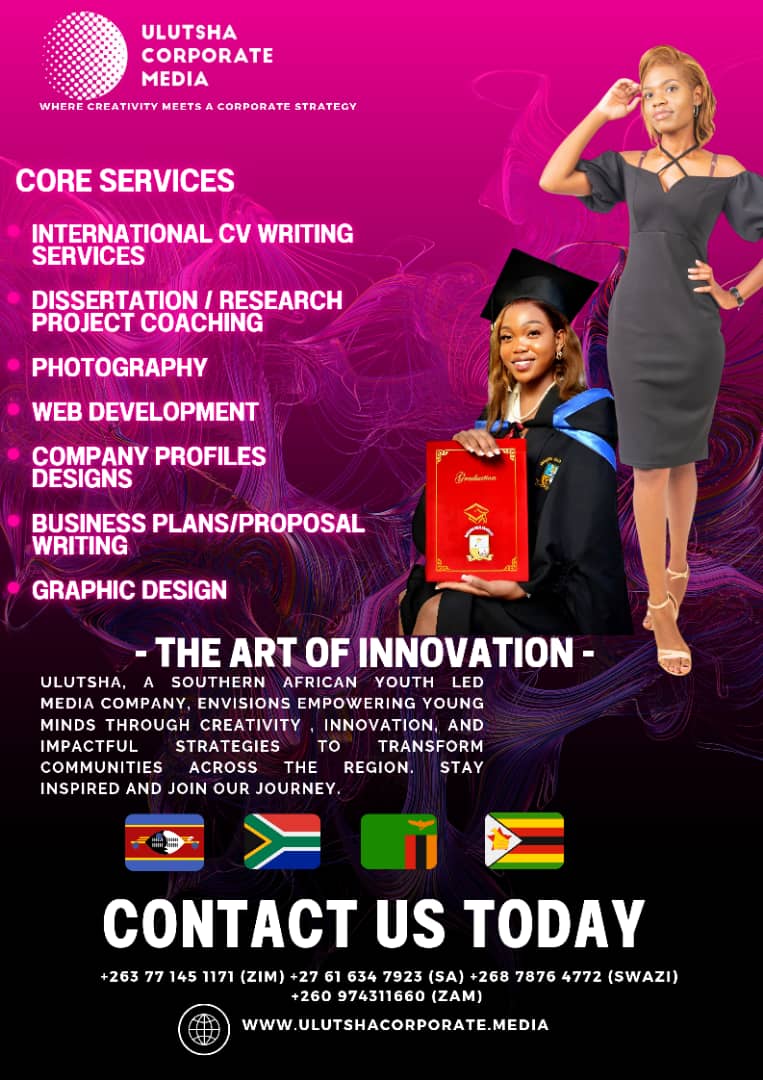 ULUTSHA
CORPORATE
MEDIA
WHERE CREATIVITY MEETS A CORPORATE STRATEGY
CORE SERVICES
INTERNATIONAL CV WRITING
SERVICES
DISSERTATION / RESEARCH
PROJECT COACHING
PHOTOGRAPHY
WEB DEVELOPMENT
COMPANY PROFILES
DESIGNS
BUSINESS PLANS/PROPOSAL
WRITING
GRAPHIC DESIGN
Graduation
- THE ART OF INNOVATION -
ULUTSHA, A SOUTHERN AFRICAN YOUTH LED
MEDIA COMPANY, ENVISIONS EMPOWERING YOUNG
MINDS THROUGH CREATIVITY , INNOVATION, AND
IMPACTFUL STRATEGIES TO TRANSFORM
COMMUNITIES ACROSS THE REGION. STAY
INSPIRED AND JOIN OUR JOURNEY.
CONTACT US TODAY
+263 77 145 1171 (ZIM) +27 61 634 7923 (SA) +268 7876 4772 (SWAZI)
+260 974311660 (ZAM)
WWW.ULUTSHACORPORATE.MEDIA